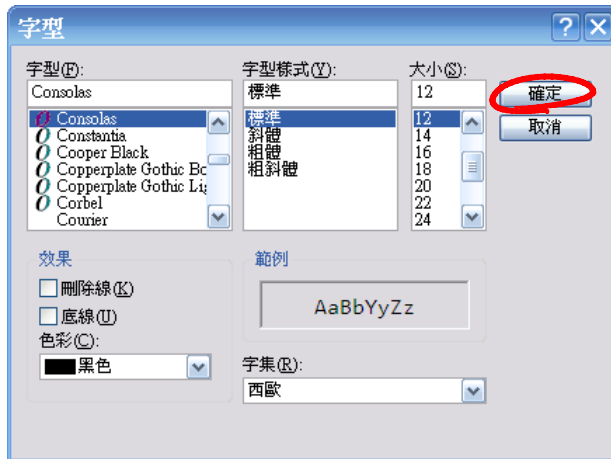 字型
字型(F):
字型樣式(Y):
大小(S):
Consolas
標準
12
確定
取消
Consolas
Constantia
Cooper Black
Copperplate Gothic Bo
Copperplate Gothic Lig
Corbel
Courier
標準
斜體
粗體
粗斜體
12
14
16
18
20
22
24
效果
刪除線(K)
底線(U)
色彩(C):
黑色
範例
AaBbYyZz
字集(R):
西歐